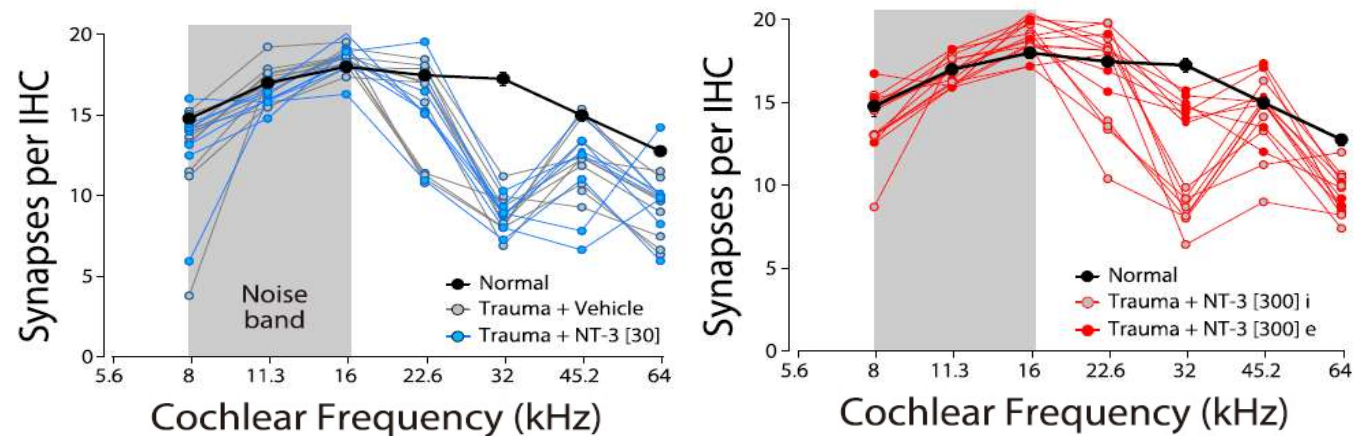 20
15
10
5
0
Synapses per IHC
Noise
band
Normal
Trauma + Vehicle
Trauma + NT-3 [30]
5.6 8 11.3 16 22.6 32 45.2 64
Cochlear Frequency (kHz)
20
15
10
5
0
Synapses per IHC
Normal
Trauma + NT-3 [300] i
Trauma + NT-3 [300] e
5.6 8 11.3 16 22.6 32 45.2 64
Cochlear Frequency (kHz)